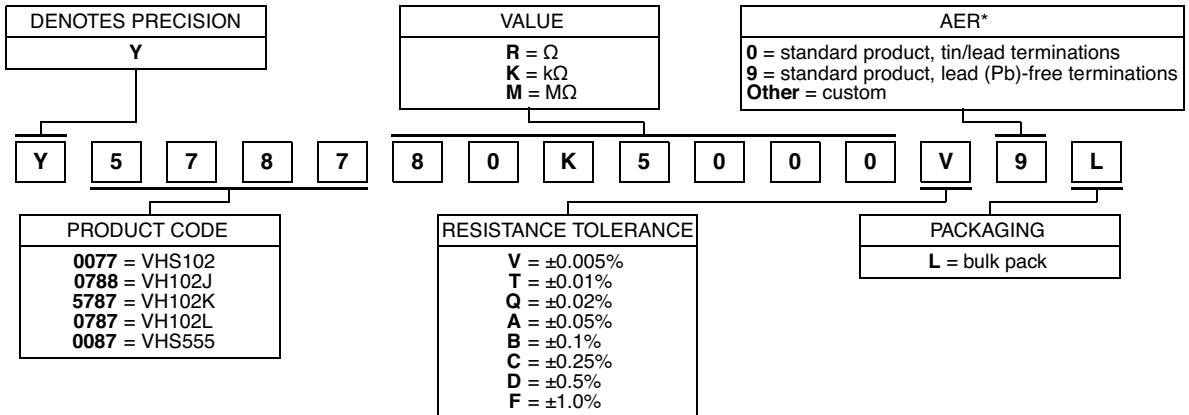 DENOTES PRECISION
Y
VALUE
R = Ω
K = kΩ
M = MΩ
AER*
0 = standard product, tin/lead terminations
9 = standard product, lead (Pb)-free terminations
Other = custom
Y 5 7 8 7 8 0 K 5 0 0 0 V 9 L
PRODUCT CODE
0077 = VHS102
0788 = VH102J
5787 = VH102K
0787 = VH102L
0087 = VHS555
RESISTANCE TOLERANCE
V = ±0.005%
T = ±0.01%
Q = ±0.02%
A = ±0.05%
B = ±0.1%
C = ±0.25%
D = ±0.5%
F = ±1.0%
PACKAGING
L = bulk pack